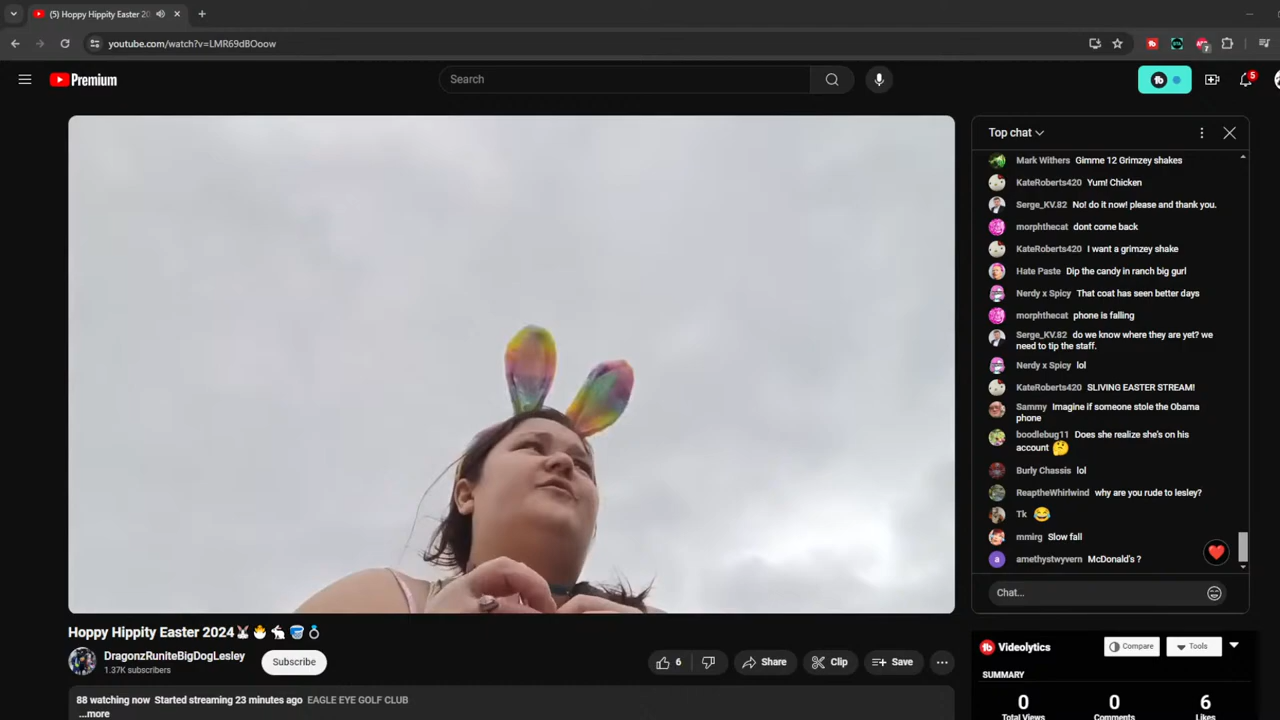 (5) Hoppy Hippity Easter 20
youtube.com/watch?v=LMR69dBOoow
7
Premium
Search
5
Top chat
Mark Withers Gimme 12 Grimzey shakes
KateRoberts420 Yum! Chicken
Serge_KV.82 No! do it now! please and thank you.
morphthecat dont come back
KateRoberts420 I want a grimzey shake
Hate Paste Dip the candy in ranch big gurl
Nerdy x Spicy That coat has seen better days
morphthecat phone is falling
Serge_KV.82 do we know where they are yet? we
need to tip the staff.
Nerdy x Spicy lol
KateRoberts420 SLIVING EASTER STREAM!
Sammy Imagine if someone stole the Obama
phone
boodlebug11 Does she realize she's on his
account 🤔
Burly Chassis lol
ReaptheWhirlwind why are you rude to lesley?
Tk 😂
mmirg Slow fall
a amethystwyvern McDonald's ?
Chat...
Hoppy Hippity Easter 2024🐰🐥🐇🪣💍
DragonzRuniteBigDogLesley
1.37K subscribers
Subscribe
6
Share
Clip
Save
88 watching now Started streaming 23 minutes ago EAGLE EYE GOLF CLUB
...more
Videolytics
Compare
Tools
SUMMARY
0 0 6
Total Views Comments Likes